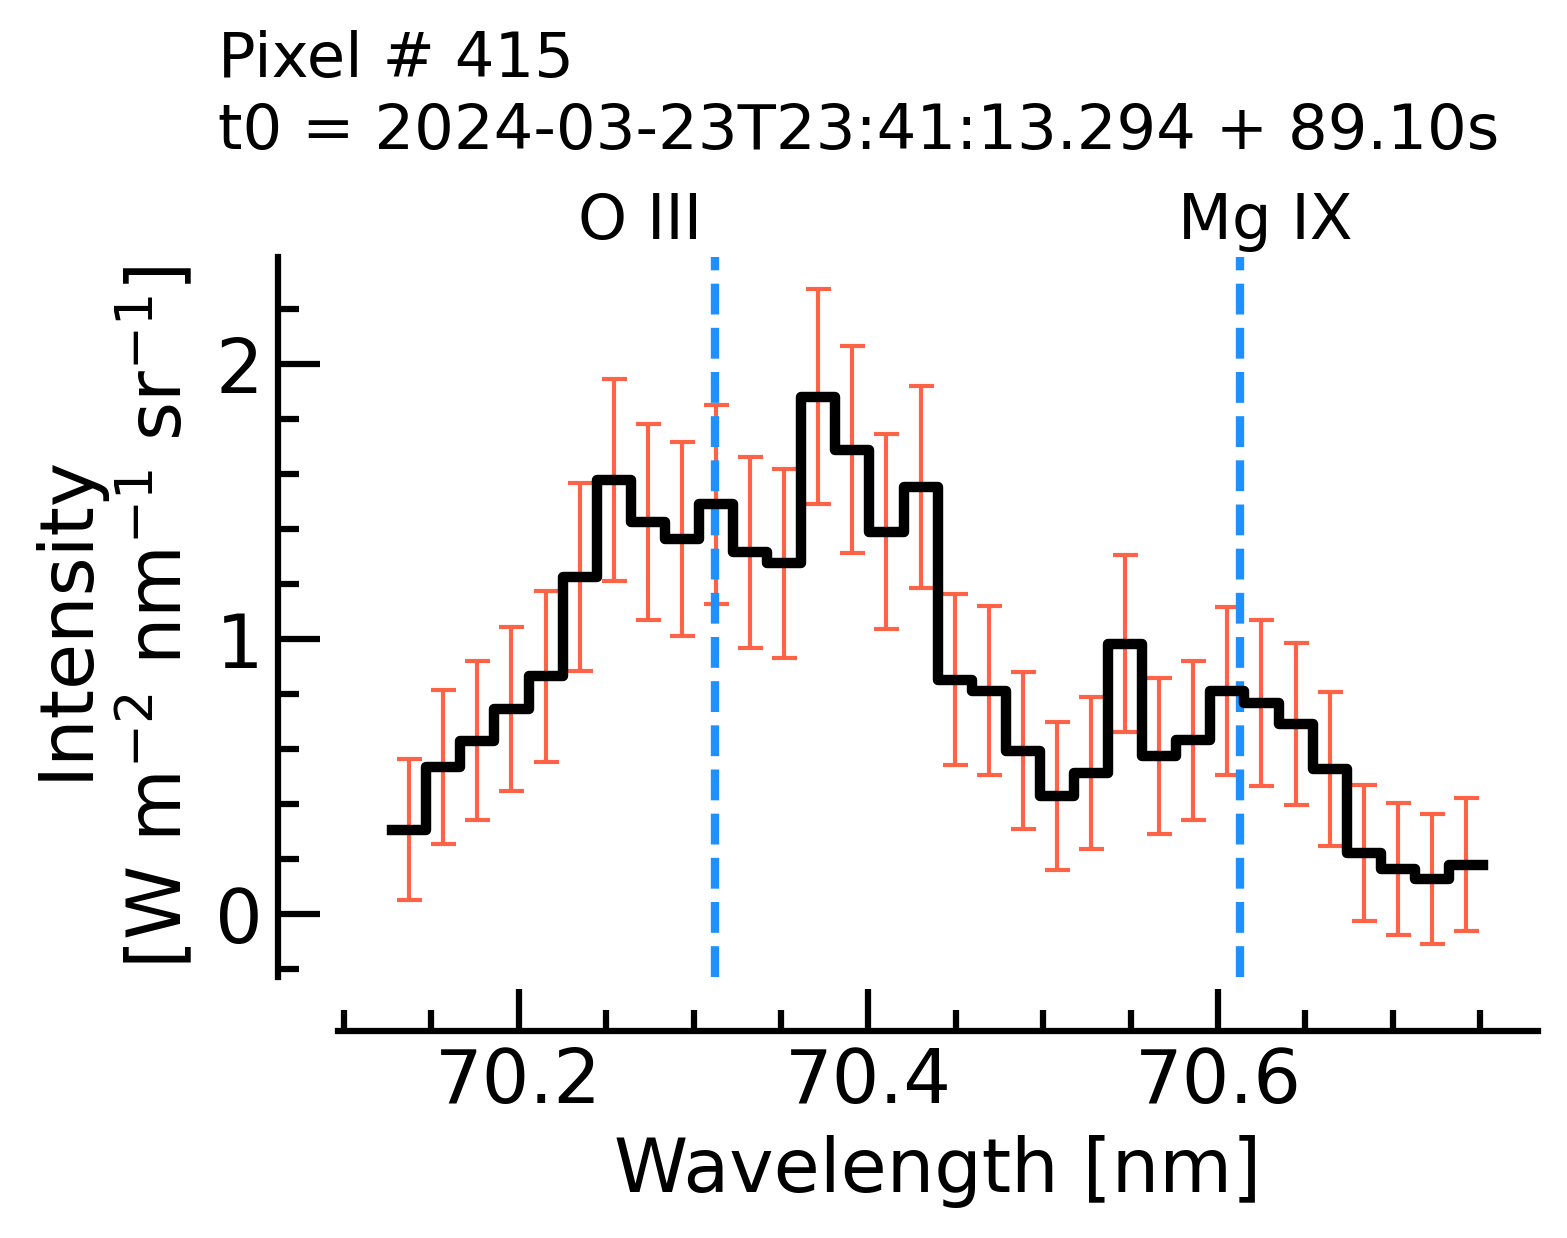 Pixel # 415
t0 = 2024-03-23T23:41:13.294 + 89.10s
O III
Mg IX
Intensity
[W m⁻² nm⁻¹ sr⁻¹]
2
1
0
70.2
70.4
70.6
Wavelength [nm]